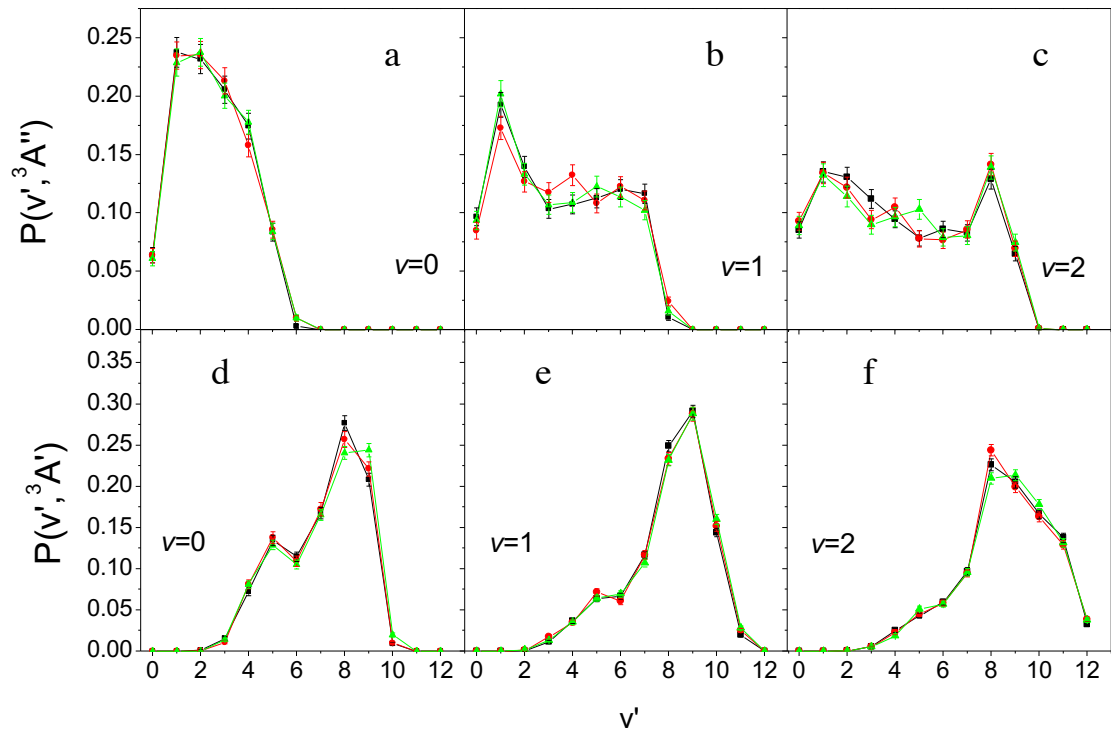 P(v',³A'')
0.25
0.20
0.15
0.10
0.05
0.00
a
v=0
b
v=1
c
v=2
P(v',³A')
0.35
0.30
0.25
0.20
0.15
0.10
0.05
0.00
d
v=0
e
v=1
f
v=2
0 2 4 6 8 10 12 0 2 4 6 8 10 12 0 2 4 6 8 10 12
v'